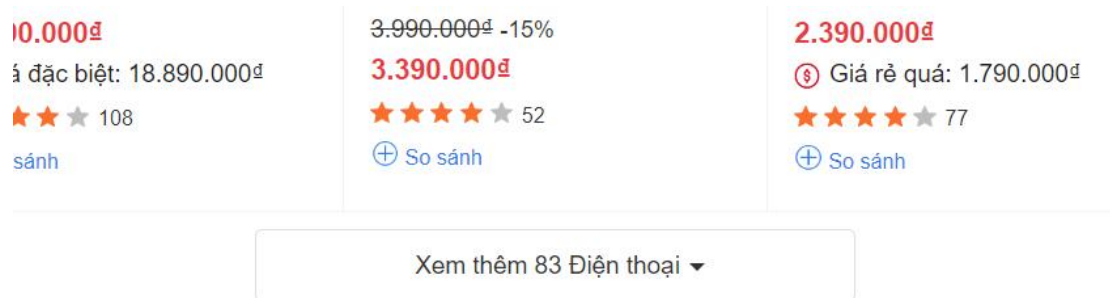 00.000₫
á đặc biệt: 18.890.000₫
108
sánh
3.990.000₫ -15%
3.390.000₫
52
So sánh
2.390.000₫
Giá rẻ quá: 1.790.000₫
77
So sánh
Xem thêm 83 Điện thoại